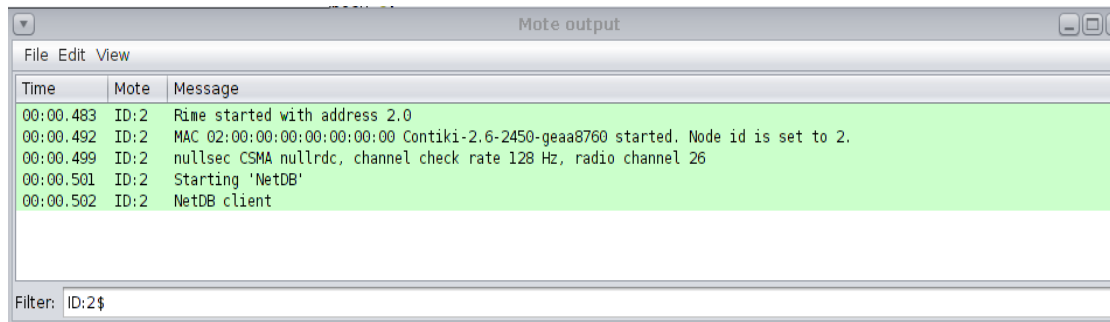 Mote output
File Edit View
Time Mote Message
00:00.483 ID:2 Rime started with address 2.0
00:00.492 ID:2 MAC 02:00:00:00:00:00:00:00 Contiki-2.6-2450-geaa8760 started. Node id is set to 2.
00:00.499 ID:2 nullsec CSMA nullrdc, channel check rate 128 Hz, radio channel 26
00:00.501 ID:2 Starting 'NetDB'
00:00.502 ID:2 NetDB client
Filter: ID:2$